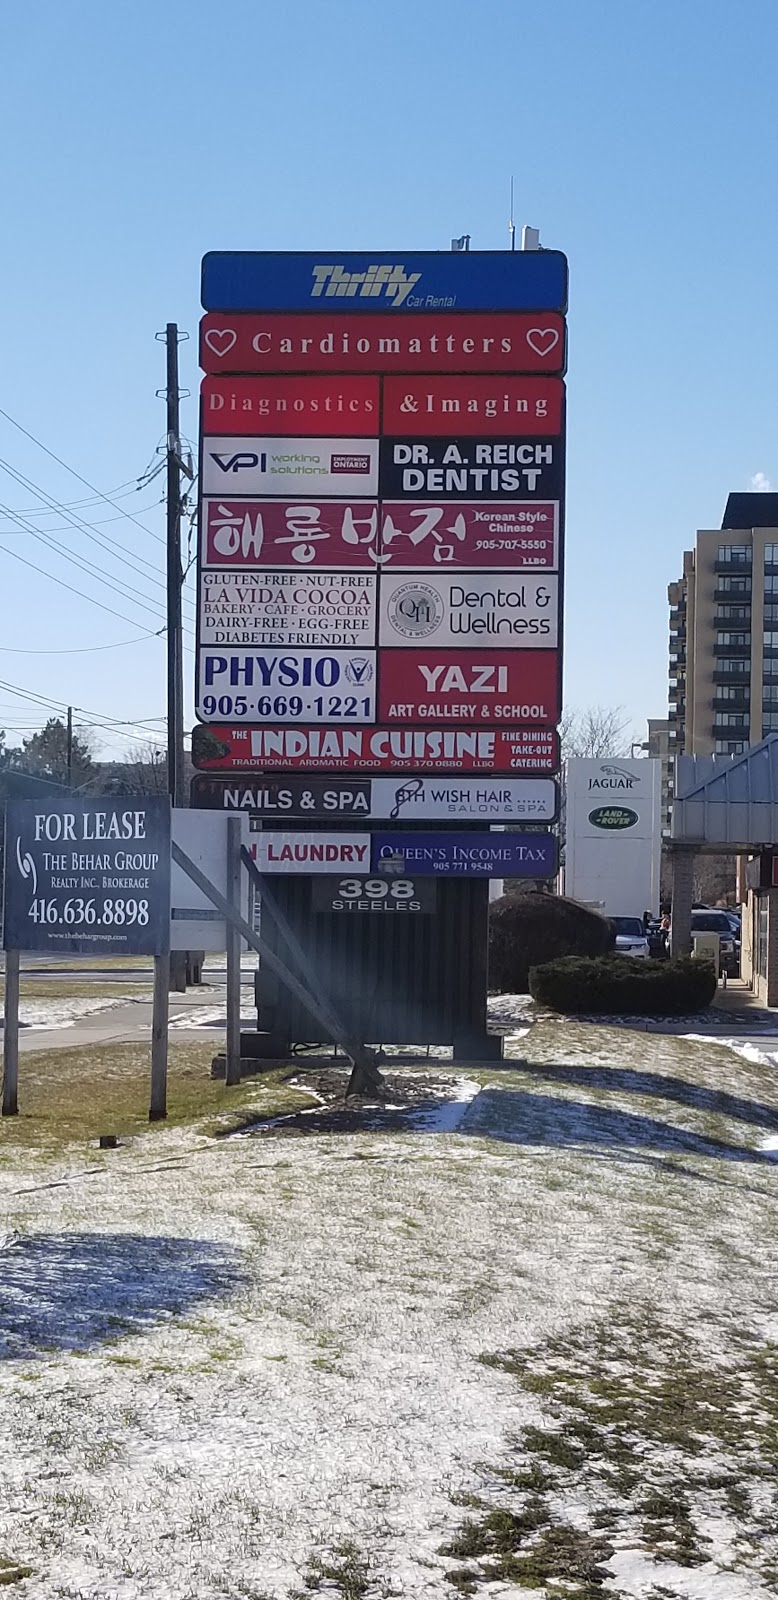 Thrifty
Car Rental
Cardiomatters
Diagnostics & Imaging
VPI working solutions EMPLOYMENT ONTARIO
DR. A. REICH
DENTIST
해룡반점
Korean Style
Chinese
905-707-5550
LLBO
GLUTEN-FREE · NUT-FREE
LA VIDA COCOA
BAKERY · CAFE · GROCERY
DAIRY-FREE · EGG-FREE
DIABETES FRIENDLY
QUANTUM HEALTH
QH
DENTAL & WELLNESS
Dental &
Wellness
PHYSIO
905·669·1221
YAZI
ART GALLERY & SCHOOL
THE INDIAN CUISINE
TRADITIONAL AROMATIC FOOD 905 370 0880 LLBO
FINE DINING
TAKE-OUT
CATERING
NAILS & SPA
8TH WISH HAIR ......
SALON & SPA
LAUNDRY
QUEEN'S INCOME TAX
905 771 9548
398
STEELES
FOR LEASE
THE BEHAR GROUP
REALTY INC., BROKERAGE
416.636.8898
www.thebehargroup.com
JAGUAR
LAND-
ROVER